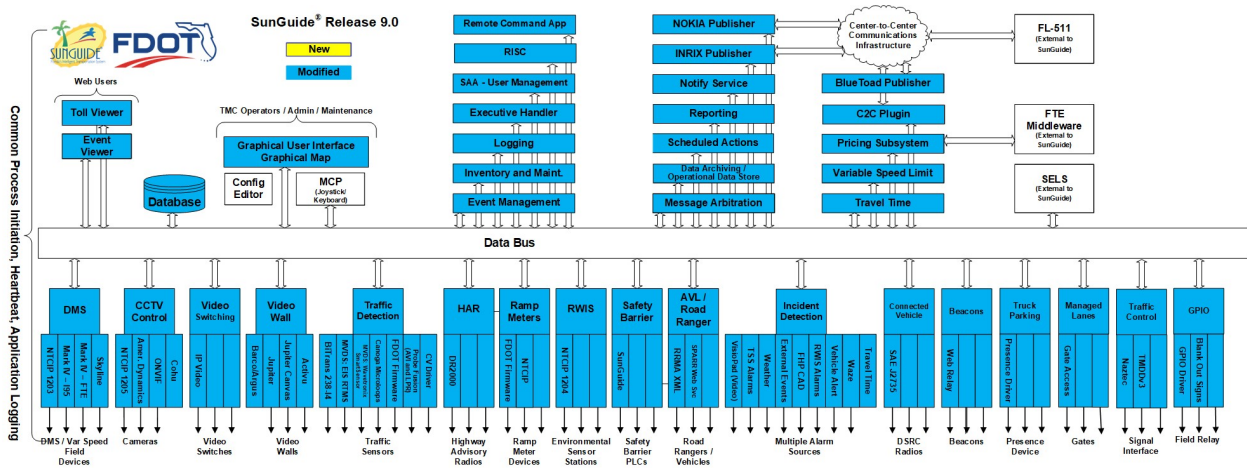 SunGuide® Release 9.0
New
Modified
SUNGUIDE
FDOT
Common Process Initiation, Heartbeat, Application Logging
Web Users
Toll Viewer
Event
Viewer
Database
TMC Operators / Admin / Maintenance
Graphical User Interface
Graphical Map
Config
Editor
MCP
(Joystick/
Keyboard)
Remote Command App
RISC
SAA - User Management
Executive Handler
Logging
Inventory and Maint.
Event Management
NOKIA Publisher
INRIX Publisher
Notify Service
Reporting
Scheduled Actions
Data Archiving /
Operational Data Store
Message Arbitration
Center-to-Center
Communications
Infrastructure
BlueToad Publisher
C2C Plugin
Pricing Subsystem
Variable Speed Limit
Travel Time
FL-511
(External to
SunGuide)
FTE
Middleware
(External to
SunGuide)
SELS
(External to
SunGuide)
Data Bus
DMS
NTCIP 1203
Mark IV – I95
Mark IV – FTE
Skyline
DMS / Var Speed
Field
Devices
CCTV
Control
NTCIP 1205
Amer. Dynamics
ONVIF
Cohu
Cameras
Video
Switching
IP Video
Video
Switches
Video
Wall
Barco/Argus
Jupiter
Jupiter Canvas
Activu
Video
Walls
Traffic
Detection
BiTrans 238-I4
MVDS: EIS RTMS
MVDS: Wavetronix
SmartSensor
Canoga Microloops
FDOT Firmware
Probe Fusion
(AVI and LPR)
CV Driver
Traffic
Sensors
HAR
DR2000
Highway
Advisory
Radios
Ramp
Meters
FDOT Firmware
NTCIP
Ramp
Meter Devices
RWIS
NTCIP 1204
Environmental
Sensor
Stations
Safety
Barrier
SunGuide
Safety
Barrier
PLCs
AVL /
Road
Ranger
RRMA XML
SPARR Web Svc
Road
Rangers /
Vehicles
Incident
Detection
VisioPad (Video)
TSS Alarms
Weather
External Events
FHP CAD
RWIS Alarms
Vehicle Alert
Waze
Travel Time
Multiple Alarm
Sources
Connected
Vehicle
SAE J2735
DSRC
Radios
Beacons
Web Relay
Beacons
Truck
Parking
Presence Driver
Presence
Device
Managed
Lanes
Gate Access
Gates
Traffic
Control
Naztec
TMDDv3
Signal
Interface
GPIO
GPIO Driver
Blank Out Signs
Field Relay